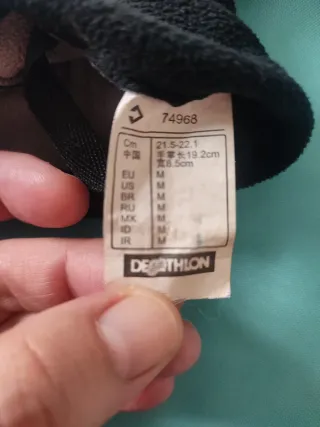 74968
Cm 21.5-22.1
中国 手掌长19.2cm
宽8.5cm
EU M
US M
BR M
RU M
MX M
ID M
IR M
DECATHLON